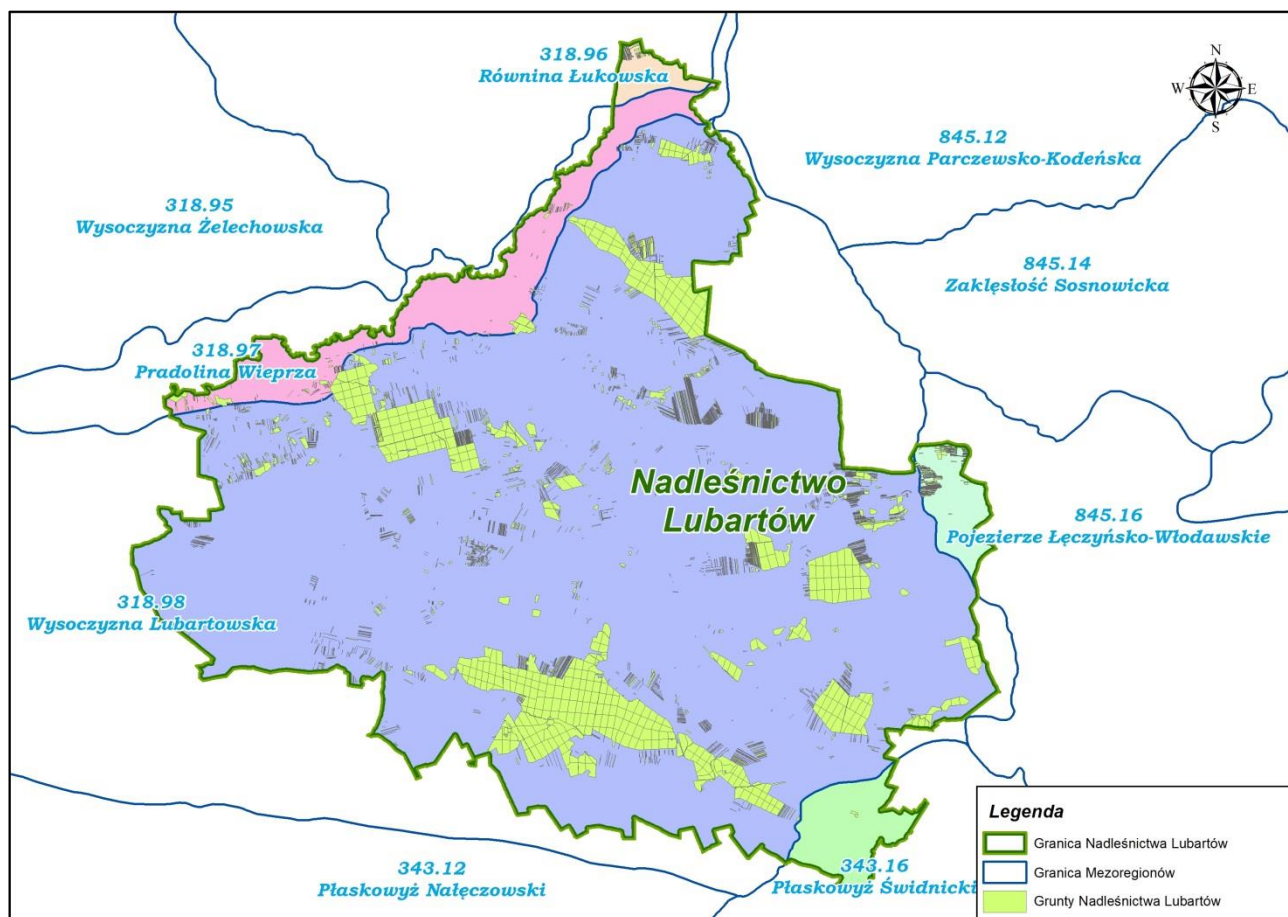 318.96
Równina Łukowska
N
W E
S
845.12
Wysoczyzna Parczewsko-Kodeńska
318.95
Wysoczyzna Żelechowska
845.14
Zaklęsłość Sosnowicka
318.97
Pradolina Wieprza
Nadleśnictwo
Lubartów
845.16
Pojezierze Łęczyńsko-Włodawskie
318.98
Wysoczyzna Lubartowska
343.12
Płaskowyż Nałęczowski
343.16
Płaskowyż Świdnicki
Legenda
Granica Nadleśnictwa Lubartów
Granica Mezoregionów
Grunty Nadleśnictwa Lubartów